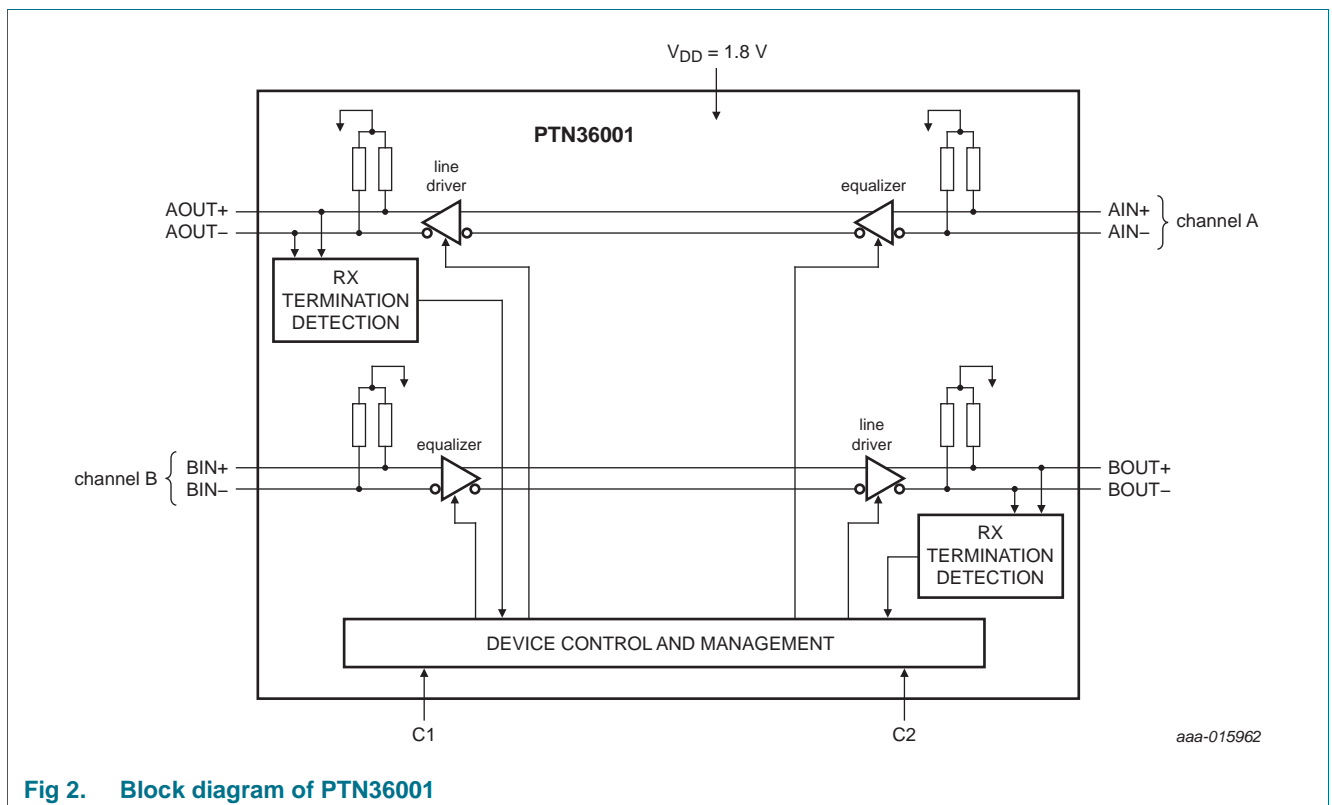 VDD = 1.8 V
PTN36001
line
driver
equalizer
AOUT+
AOUT−
AIN+
AIN−
channel A
RX
TERMINATION
DETECTION
equalizer
line
driver
channel B
BIN+
BIN−
BOUT+
BOUT−
RX
TERMINATION
DETECTION
DEVICE CONTROL AND MANAGEMENT
C1
C2
aaa-015962
Fig 2. Block diagram of PTN36001